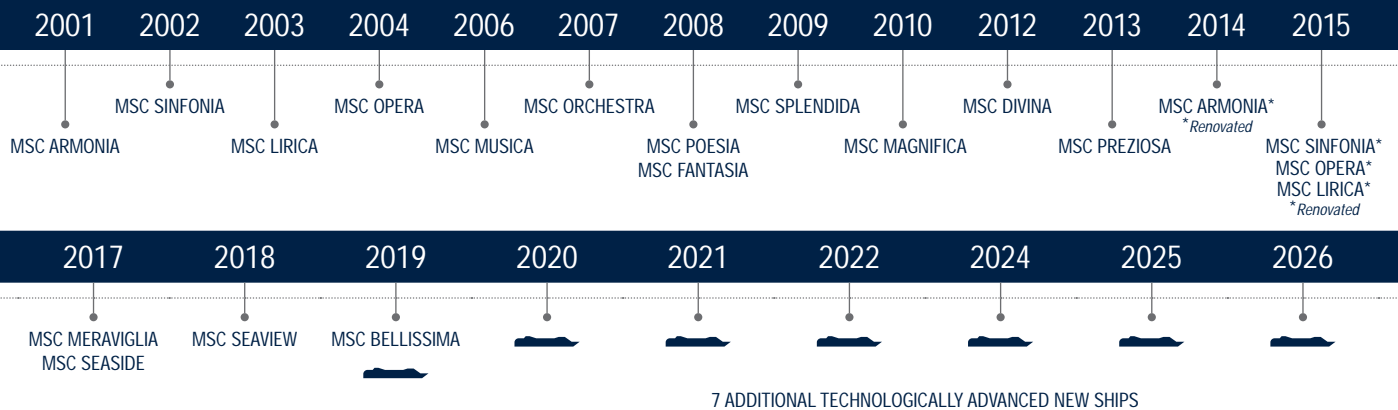 2001 2002 2003 2004 2006 2007 2008 2009 2010 2012 2013 2014 2015
MSC SINFONIA MSC OPERA MSC ORCHESTRA MSC SPLENDIDA MSC DIVINA MSC ARMONIA*
*Renovated
MSC ARMONIA MSC LIRICA MSC MUSICA MSC POESIA MSC MAGNIFICA MSC PREZIOSA MSC SINFONIA*
MSC FANTASIA MSC OPERA*
MSC LIRICA*
*Renovated
2017 2018 2019 2020 2021 2022 2024 2025 2026
MSC MERAVIGLIA MSC SEAVIEW MSC BELLISSIMA
MSC SEASIDE
7 ADDITIONAL TECHNOLOGICALLY ADVANCED NEW SHIPS